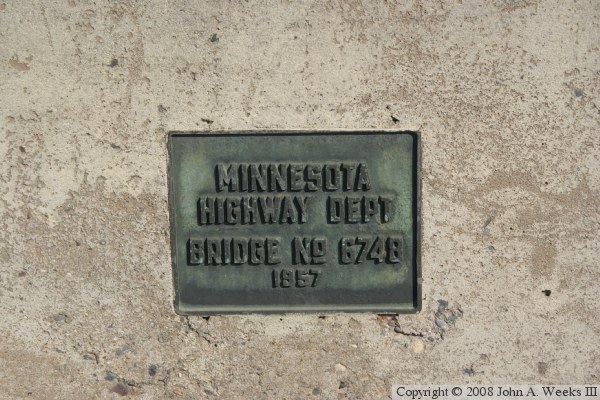 MINNESOTA
HIGHWAY DEPT
BRIDGE Nº 6748
1957
Copyright © 2008 John A. Weeks III